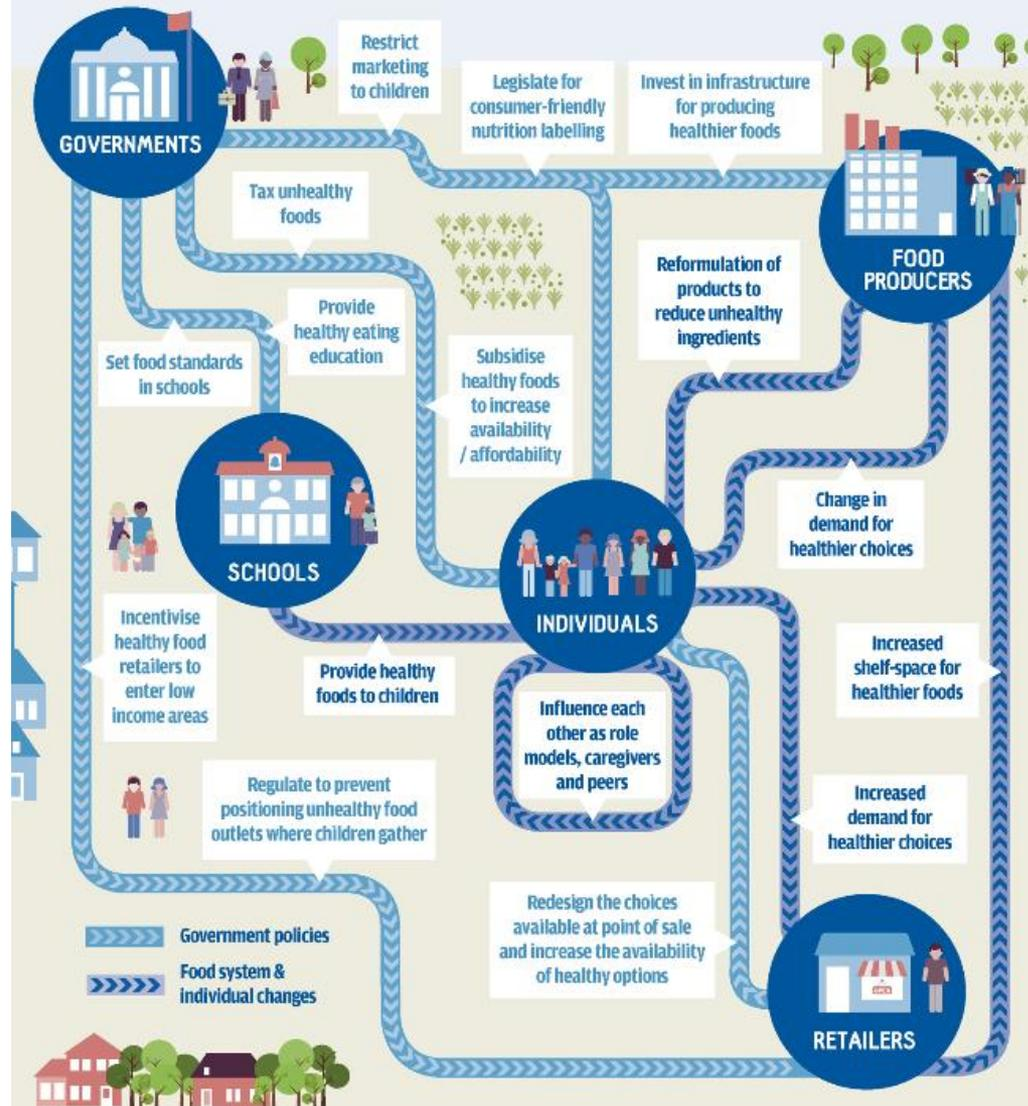 GOVERNMENTS
Restrict
marketing
to children
Legislate for
consumer-friendly
nutrition labelling
Invest in infrastructure
for producing
healthier foods
FOOD
PRODUCERS
Tax unhealthy
foods
Provide
healthy eating
education
Set food standards
in schools
Subsidise
healthy foods
to increase
availability
/ affordability
Reformulation of
products to
reduce unhealthy
ingredients
Change in
demand for
healthier choices
SCHOOLS
INDIVIDUALS
Incentivise
healthy food
retailers to
enter low
income areas
Provide healthy
foods to children
Influence each
other as role
models, caregivers
and peers
Increased
shelf-space for
healthier foods
Regulate to prevent
positioning unhealthy food
outlets where children gather
Increased
demand for
healthier choices
Redesign the choices
available at point of sale
and increase the availability
of healthy options
Government policies
Food system &
individual changes
OPEN
RETAILERS